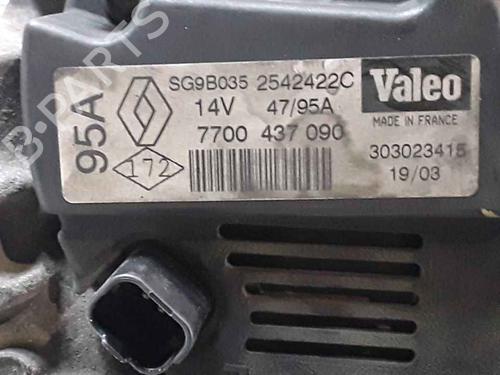 B-PARTS
95A
172
SG9B035 2542422C
14V 47/95A
7700 437 090
Valeo
MADE IN FRANCE
303023415
19/03